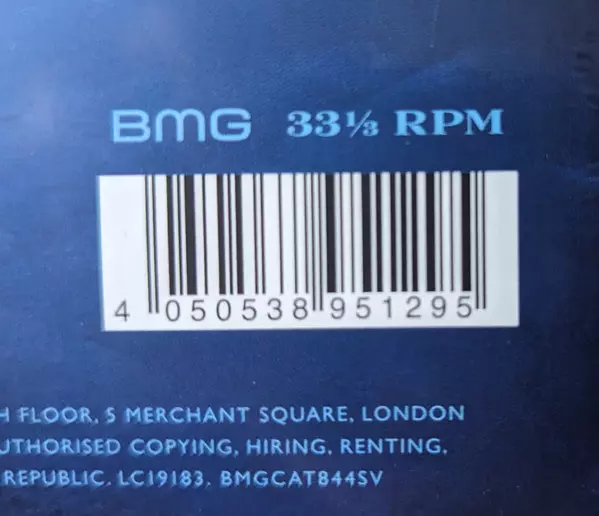 BMG 33⅓ RPM
4 050538 951295
H FLOOR, 5 MERCHANT SQUARE, LONDON
UTHORISED COPYING, HIRING, RENTING,
REPUBLIC. LC19183. BMGCAT844SV